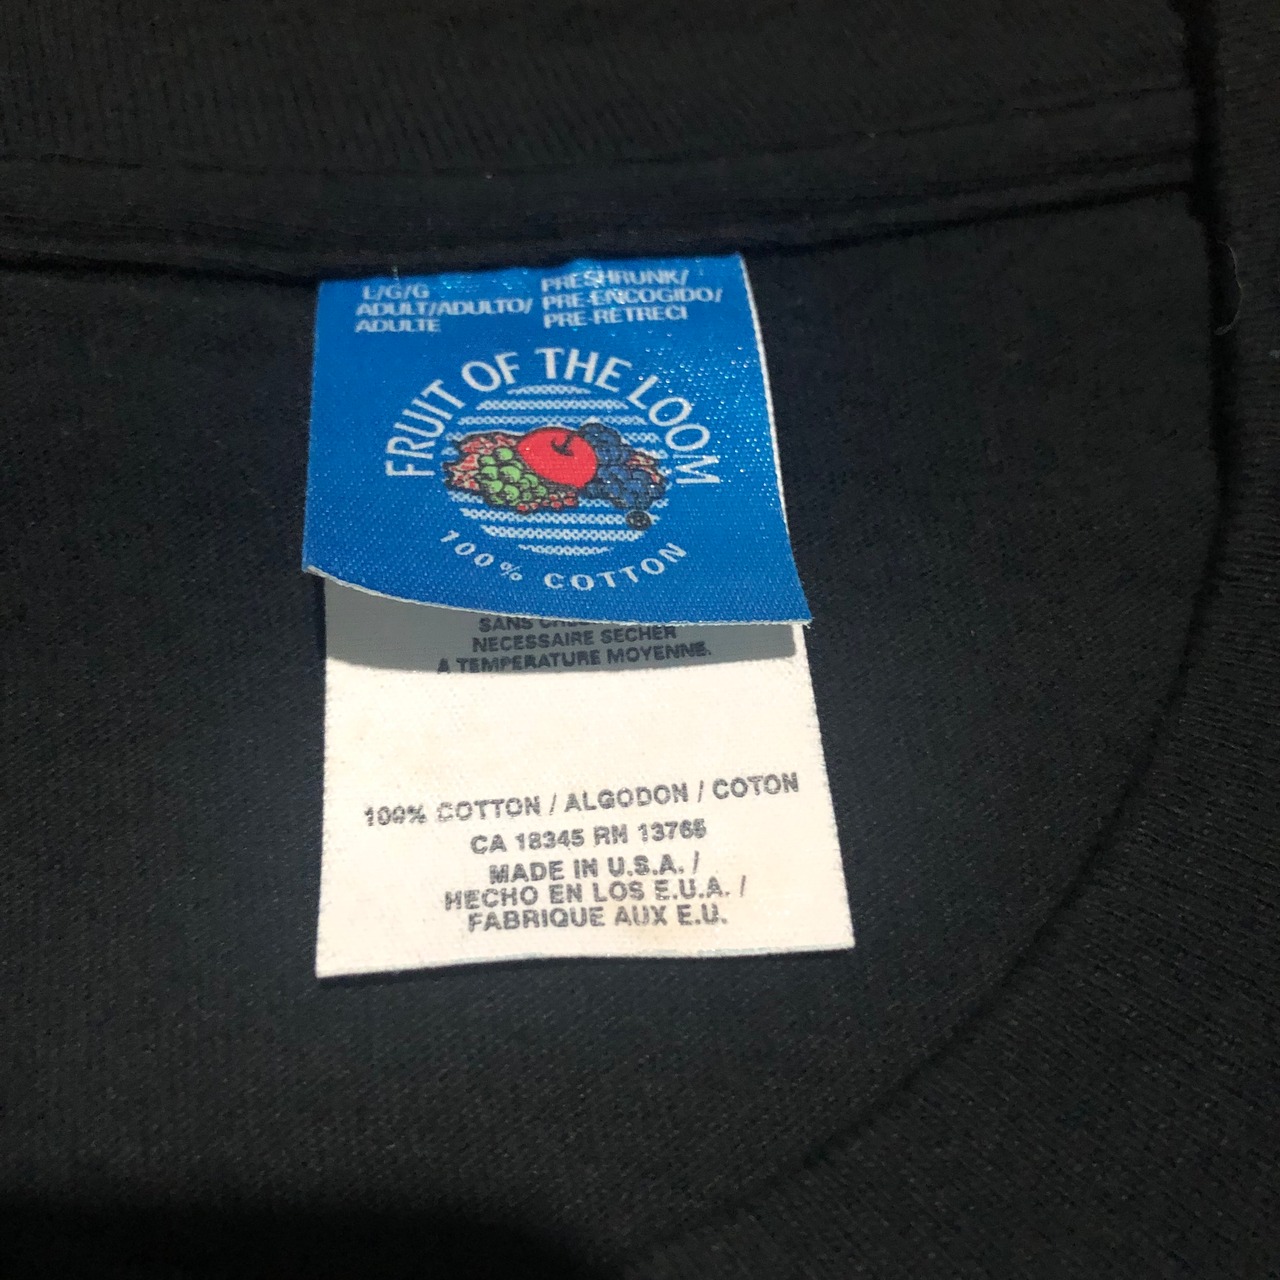 L/G/G
ADULT/ADULTO/
ADULTE
PRESHRUNK/
PRE-ENCOGIDO/
PRE-RETRECI
FRUIT OF THE LOOM
100% COTTON
SANS
NECESSAIRE SECHER
A TEMPERATURE MOYENNE.
100% COTTON / ALGODON / COTON
CA 18345 RN 13765
MADE IN U.S.A. /
HECHO EN LOS E.U.A. /
FABRIQUE AUX E.U.